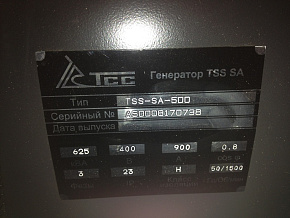 ТСС Генератор TSS SA
Тип TSS-SA-500
Серийный № A50006170798
Дата выпуска
625 400 900 0.8
В А
3 23 H 50/1500